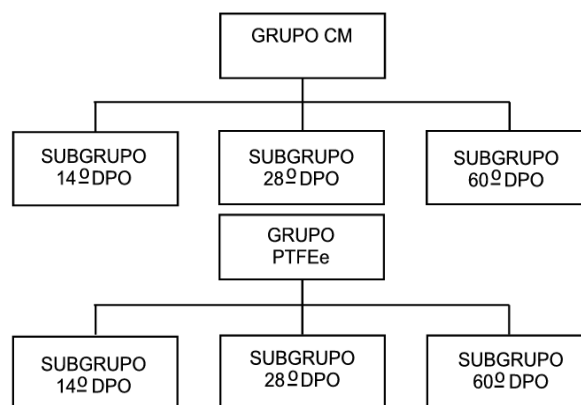 GRUPO CM
SUBGRUPO
14º DPO
SUBGRUPO
28º DPO
SUBGRUPO
60º DPO
GRUPO
PTFEe
SUBGRUPO
14º DPO
SUBGRUPO
28º DPO
SUBGRUPO
60º DPO